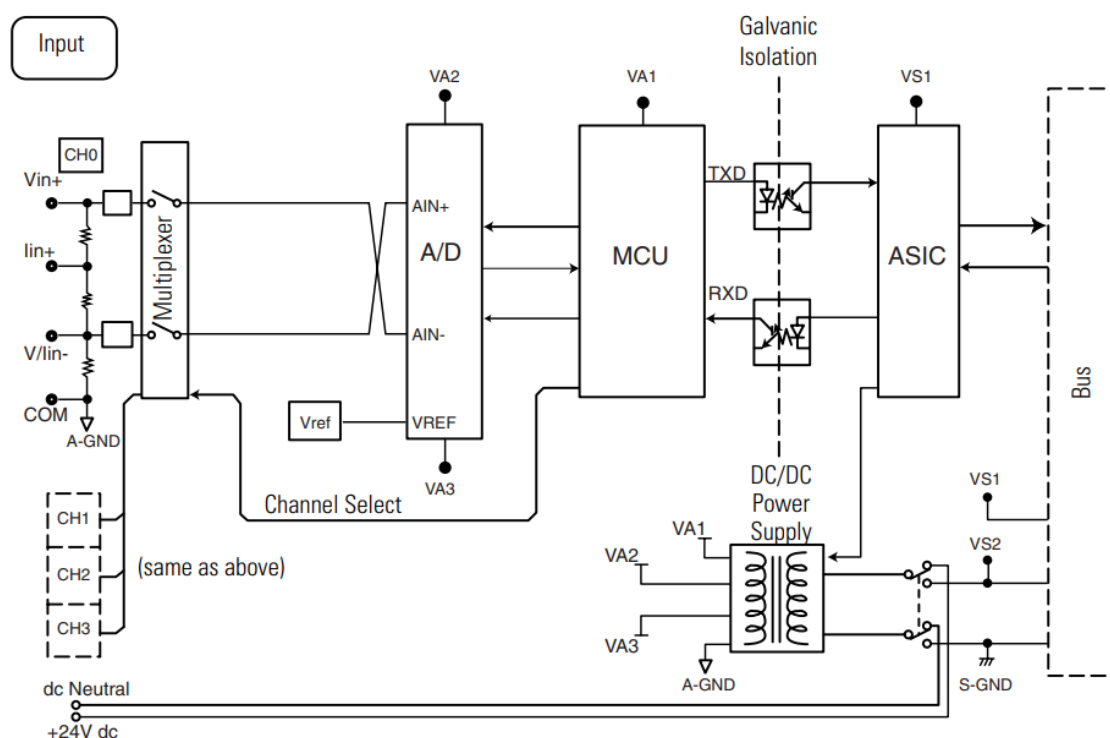 Input
Galvanic
Isolation
VA2
VA1
VS1
CH0
Vin+
Iin+
V/Iin-
COM
A-GND
Multiplexer
AIN+
A/D
AIN-
VREF
Vref
VA3
MCU
TXD
RXD
ASIC
Bus
Channel Select
CH1
CH2
CH3
(same as above)
DC/DC
Power
Supply
VA1
VA2
VA3
A-GND
VS1
VS2
S-GND
dc Neutral
+24V dc